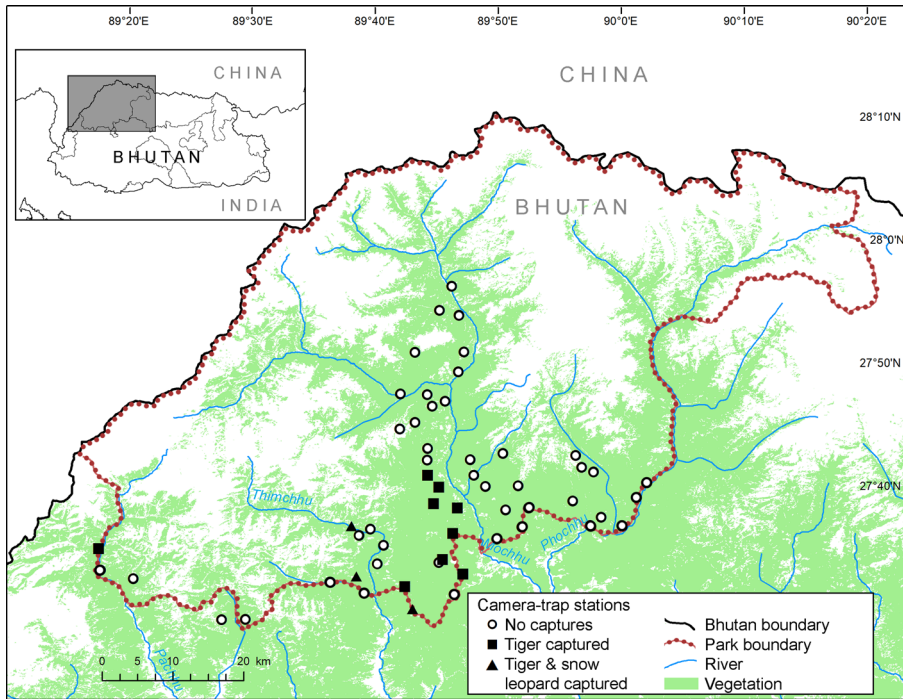 89°20'E 89°30'E 89°40'E 89°50'E 90°0'E 90°10'E 90°20'E
CHINA
BHUTAN
INDIA
CHINA
BHUTAN
28°10'N
28°0'N
27°50'N
27°40'N
Thimchhu
Mochhu
Phochhu
Pachhu
0 5 10 20 km
Camera-trap stations
No captures
Tiger captured
Tiger & snow
leopard captured
Bhutan boundary
Park boundary
River
Vegetation